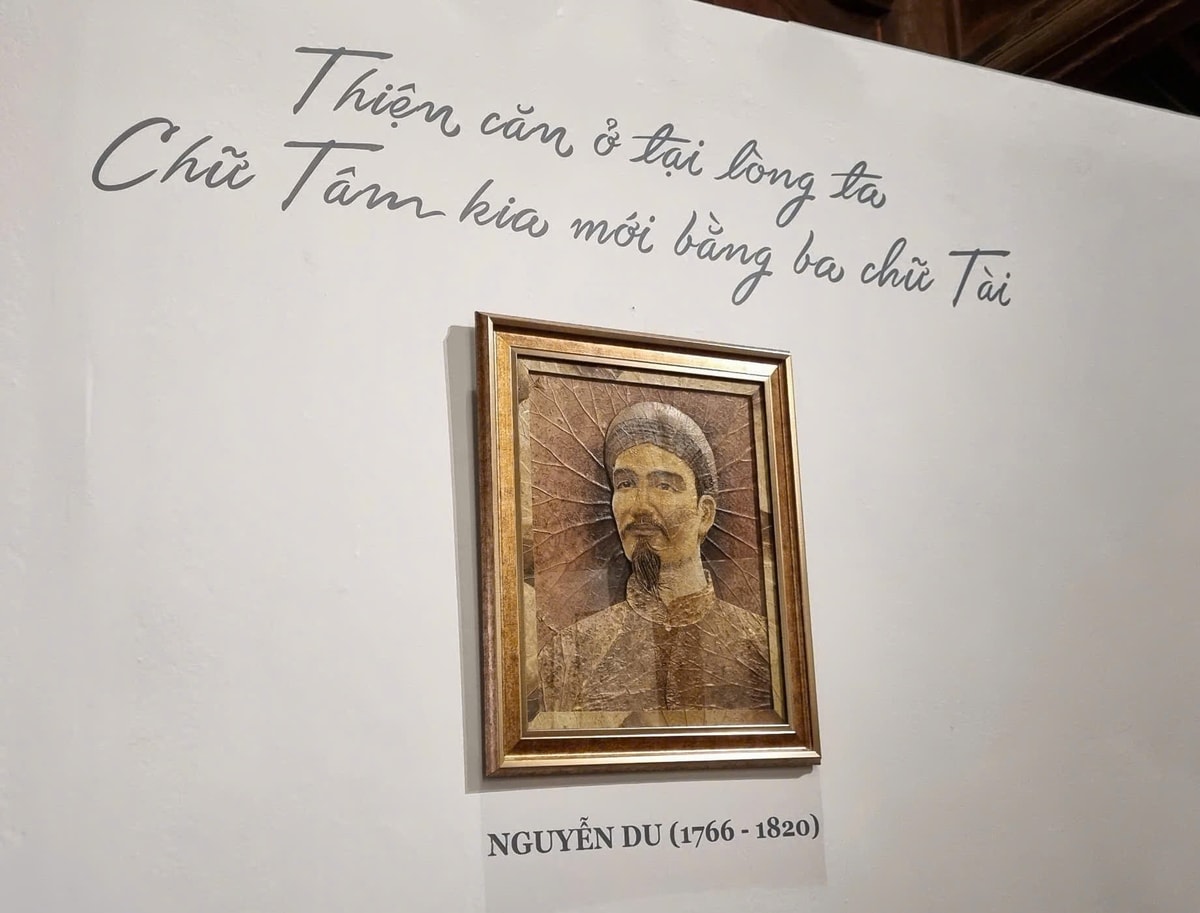 Thiện căn ở tại lòng ta
Chữ Tâm kia mới bằng ba chữ Tài
NGUYỄN DU (1766 - 1820)